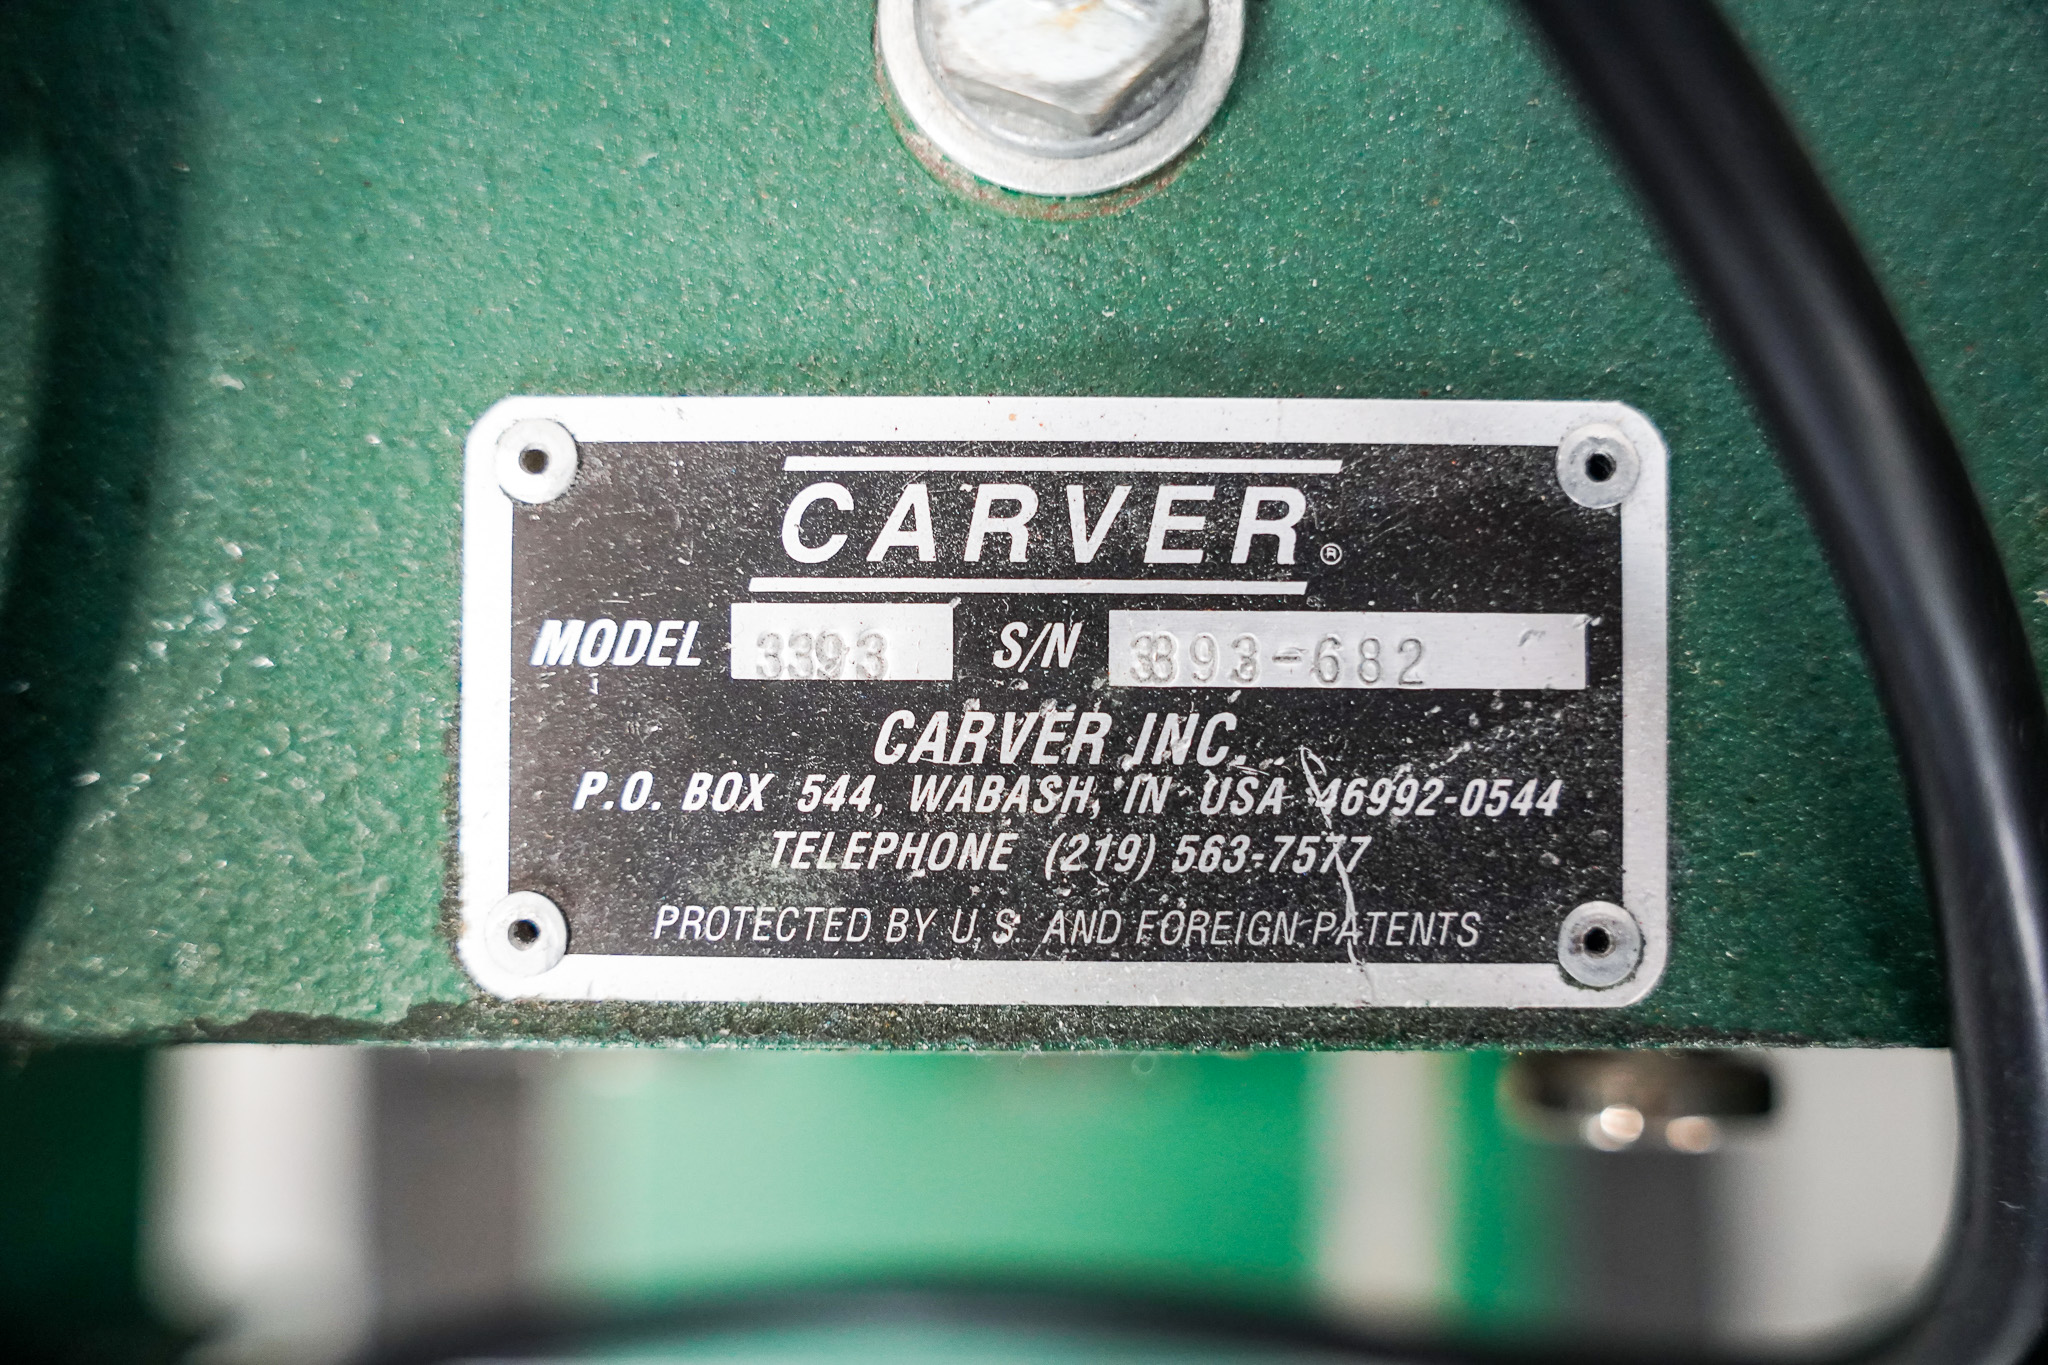 CARVER®
MODEL 3393 S/N 3393-682
CARVER INC.
P.O. BOX 544, WABASH, IN USA 46992-0544
TELEPHONE (219) 563-7577
PROTECTED BY U.S. AND FOREIGN PATENTS